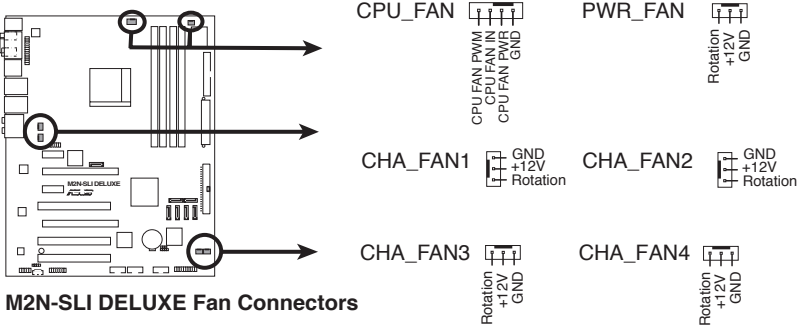 CPU_FAN
CPU FAN PWM
CPU FAN IN
CPU FAN PWR
GND
PWR_FAN
Rotation
+12V
GND
CHA_FAN1
GND
+12V
Rotation
CHA_FAN2
GND
+12V
Rotation
CHA_FAN3
Rotation
+12V
GND
CHA_FAN4
Rotation
+12V
GND
M2N-SLI DELUXE
ASUS
M2N-SLI DELUXE Fan Connectors